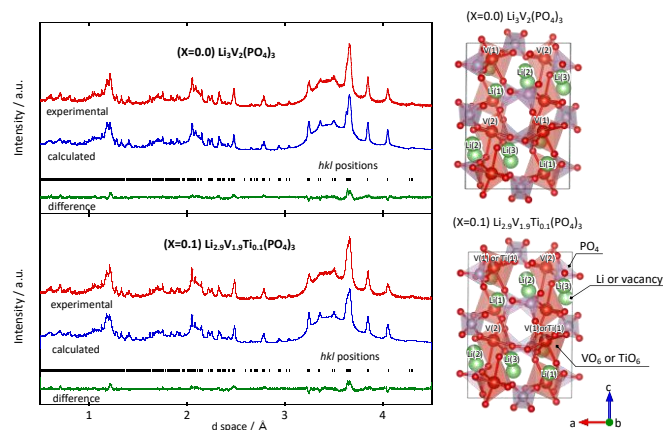 (X=0.0) Li3V2(PO4)3
experimental
calculated
hkl positions
difference
Intensity / a.u.
(X=0.1) Li2.9V1.9Ti0.1(PO4)3
experimental
calculated
hkl positions
difference
Intensity / a.u.
1 2 3 4
d space / Å
(X=0.0) Li3V2(PO4)3
V(1) V(2)
Li(2)
Li(3)
Li(1)
V(2) V(1)
Li(2)
Li(3)
Li(1)
(X=0.1) Li2.9V1.9Ti0.1(PO4)3
V(1) or Ti(1) V(2)
Li(2)
Li(3)
Li(1)
V(2) V(1) or Ti(1)
Li(2)
Li(3)
Li(1)
PO4
Li or vacancy
VO6 or TiO6
c
a b